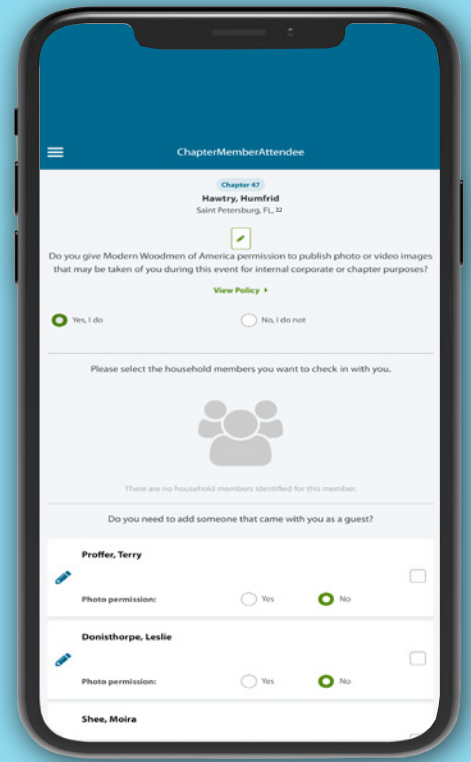 ChapterMemberAttendee
Chapter 47
Hawtry, Humfrid
Saint Petersburg, FL, 32
Do you give Modern Woodmen of America permission to publish photo or video images
that may be taken of you during this event for internal corporate or chapter purposes?
View Policy
Yes, I do No, I do not
Please select the household members you want to check in with you.
There are no household members identified for this member.
Do you need to add someone that came with you as a guest?
Proffer, Terry
Photo permission: Yes No
Donisthorpe, Leslie
Photo permission: Yes No
Shee, Moira